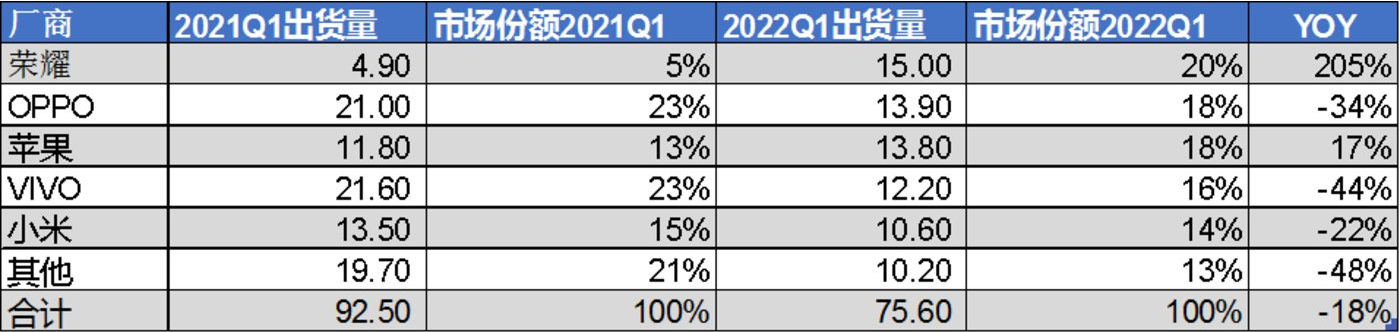 厂商 2021Q1出货量 市场份额2021Q1 2022Q1出货量 市场份额2022Q1 YOY
荣耀 4.90 5% 15.00 20% 205%
OPPO 21.00 23% 13.90 18% -34%
苹果 11.80 13% 13.80 18% 17%
VIVO 21.60 23% 12.20 16% -44%
小米 13.50 15% 10.60 14% -22%
其他 19.70 21% 10.20 13% -48%
合计 92.50 100% 75.60 100% -18%